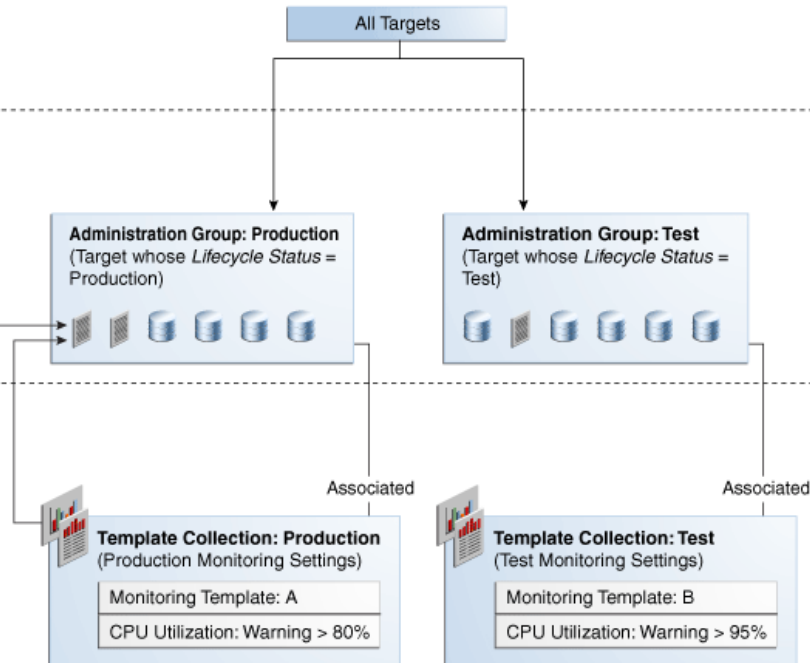 All Targets
Administration Group: Production
(Target whose Lifecycle Status =
Production)
Administration Group: Test
(Target whose Lifecycle Status =
Test)
Associated
Associated
Template Collection: Production
(Production Monitoring Settings)
Monitoring Template: A
CPU Utilization: Warning > 80%
Template Collection: Test
(Test Monitoring Settings)
Monitoring Template: B
CPU Utilization: Warning > 95%